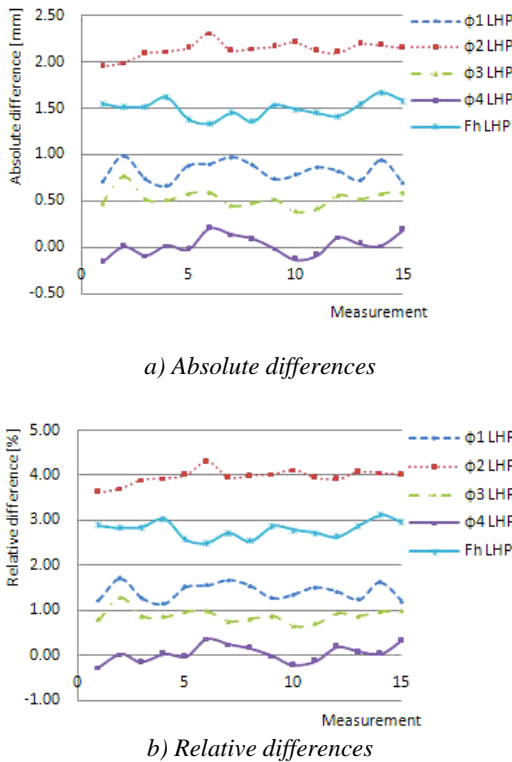 Absolute difference [mm]
2.50
2.00
1.50
1.00
0.50
0.00
-0.50
0
5
10
15
Measurement
φ1 LHP
φ2 LHP
φ3 LHP
φ4 LHP
Fh LHP
a) Absolute differences
Relative difference [%]
5.00
4.00
3.00
2.00
1.00
0.00
-1.00
0
5
10
15
Measurement
φ1 LHP
φ2 LHP
φ3 LHP
φ4 LHP
Fh LHP
b) Relative differences